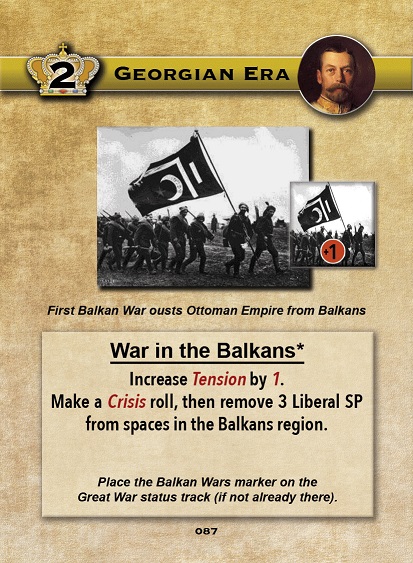 2 GEORGIAN ERA
+1
First Balkan War ousts Ottoman Empire from Balkans
War in the Balkans*
Increase Tension by 1.
Make a Crisis roll, then remove 3 Liberal SP
from spaces in the Balkans region.
Place the Balkan Wars marker on the
Great War status track (if not already there).
087